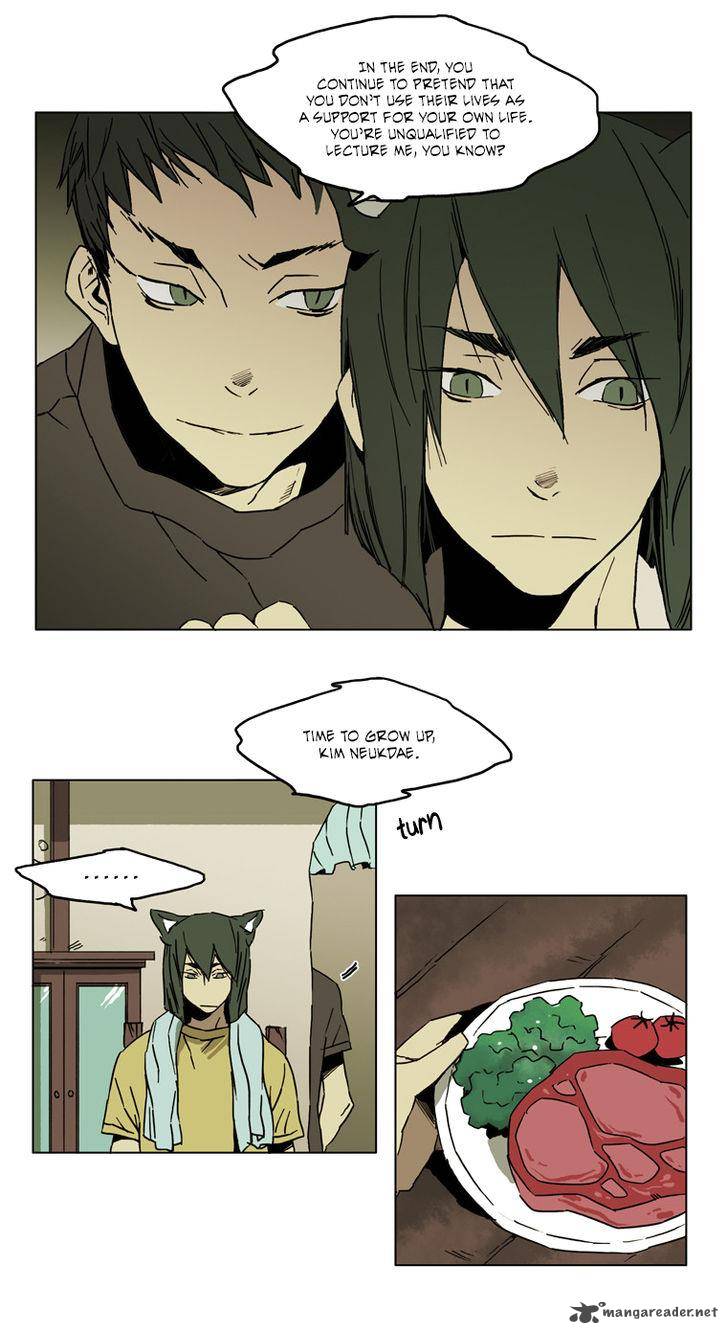 IN THE END, YOU
CONTINUE TO PRETEND THAT
YOU DON'T USE THEIR LIVES AS
A SUPPORT FOR YOUR OWN LIFE.
YOU'RE UNQUALIFIED TO
LECTURE ME, YOU KNOW?
TIME TO GROW UP,
KIM NEUKDAE.
turn
......
mangareader.net